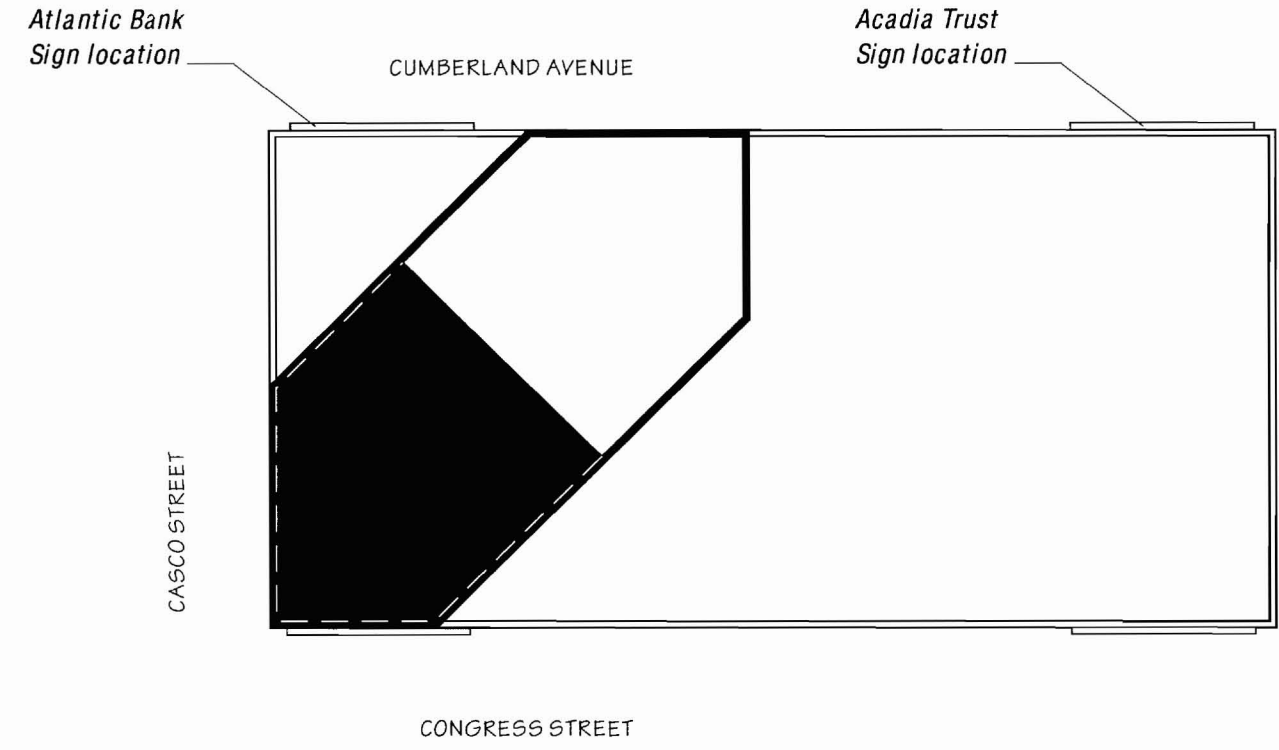 Atlantic Bank
Sign location
Acadia Trust
Sign location
CUMBERLAND AVENUE
CASCO STREET
CONGRESS STREET